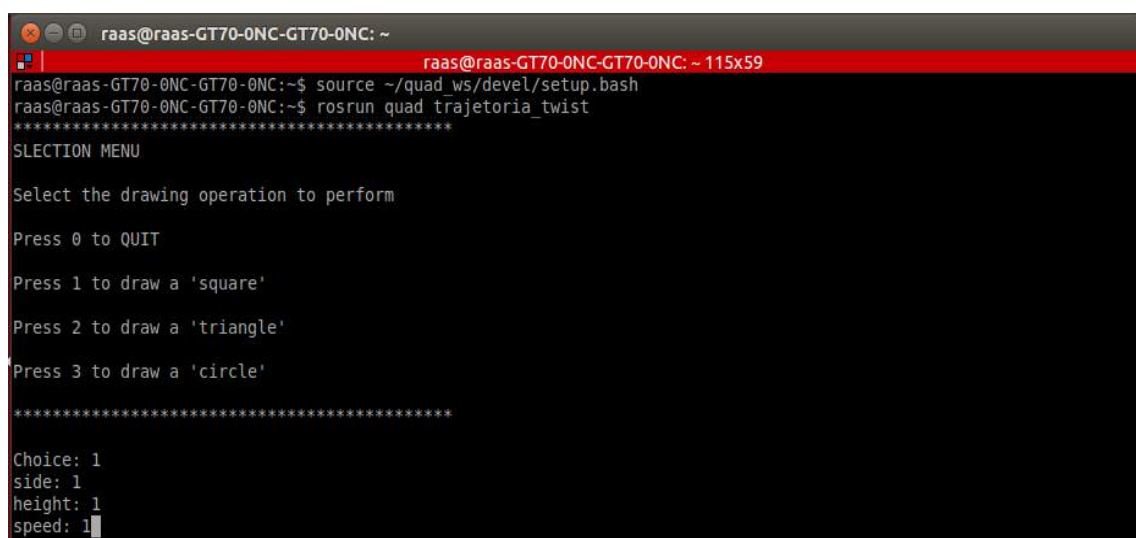 raas@raas-GT70-0NC-GT70-0NC: ~
raas@raas-GT70-0NC-GT70-0NC: ~ 115x59
raas@raas-GT70-0NC-GT70-0NC:~$ source ~/quad_ws/devel/setup.bash
raas@raas-GT70-0NC-GT70-0NC:~$ rosrun quad trajetoria_twist
*********************************************
SLECTION MENU
Select the drawing operation to perform
Press 0 to QUIT
Press 1 to draw a 'square'
Press 2 to draw a 'triangle'
Press 3 to draw a 'circle'
*********************************************
Choice: 1
side: 1
height: 1
speed: 1